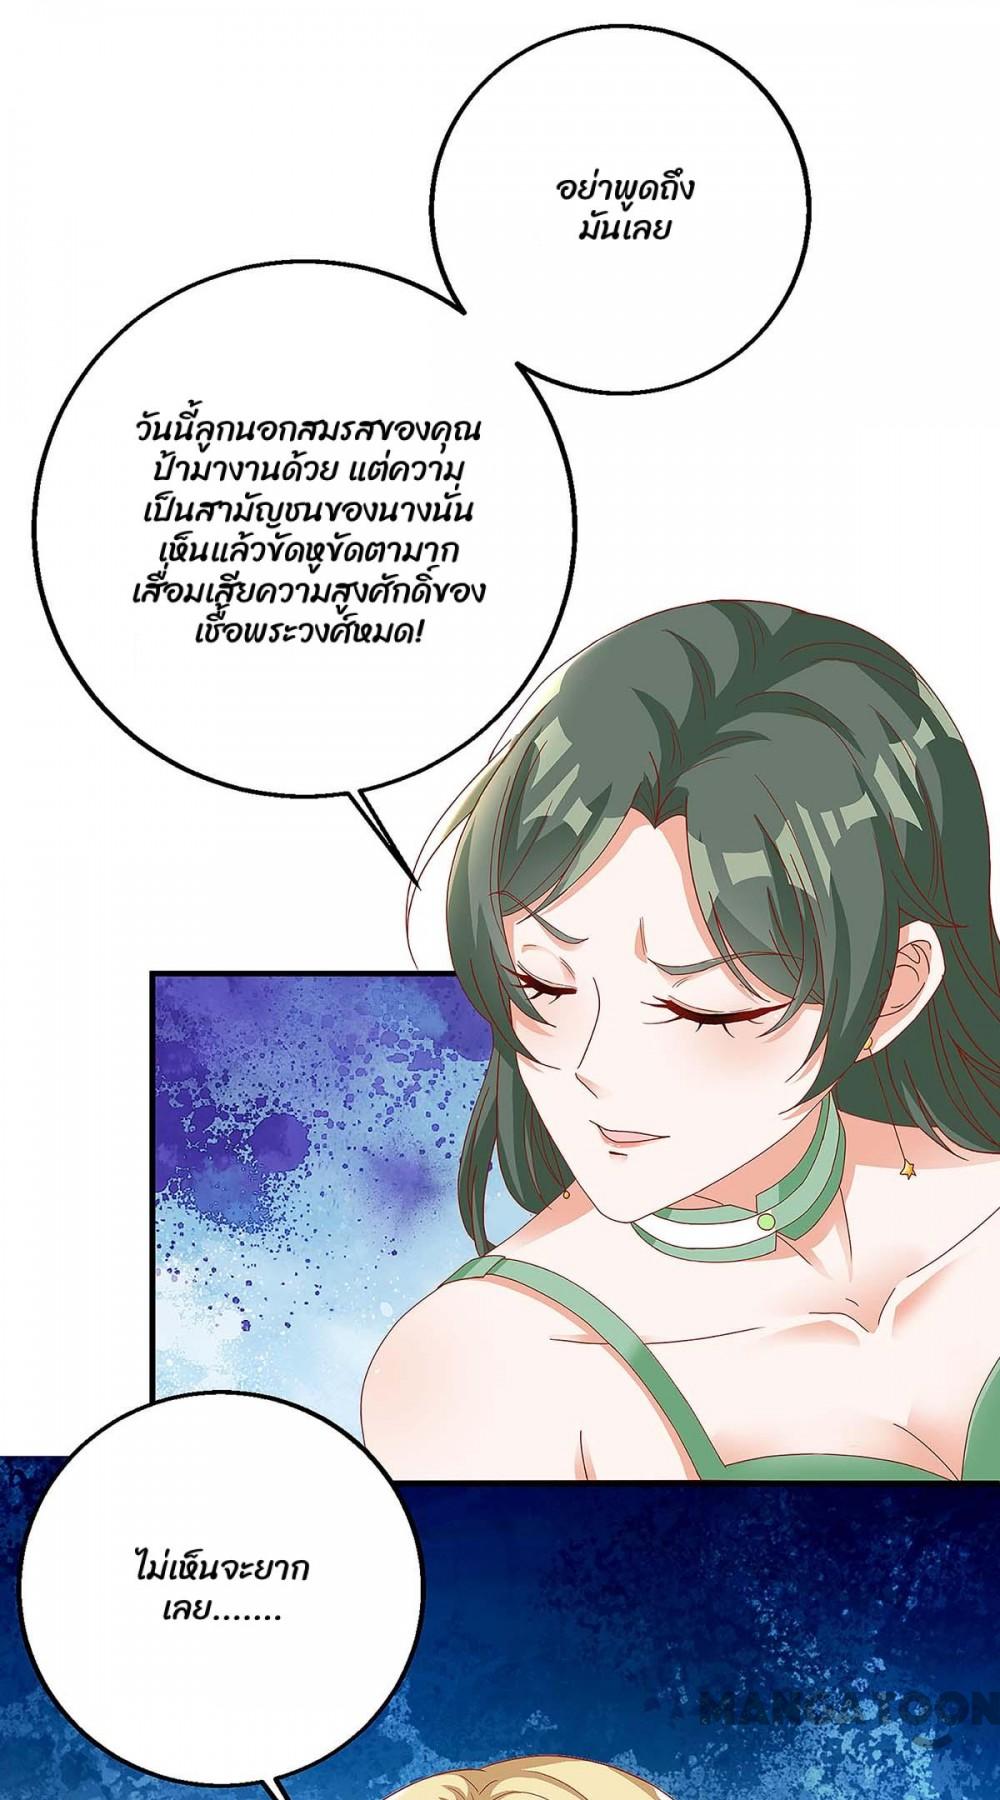 อย่าพูดถึง
มันเลย
วันนี้ลูกนอกสมรสของคุณ
ป้ามางานด้วย แต่ความ
เป็นสามัญชนของนางนั่น
เห็นแล้วขัดหูขัดตามาก
เสื่อมเสียความสูงศักดิ์ของ
เชื้อพระวงศ์หมด!
ไม่เห็นจะยาก
เลย.......
MANGATOON